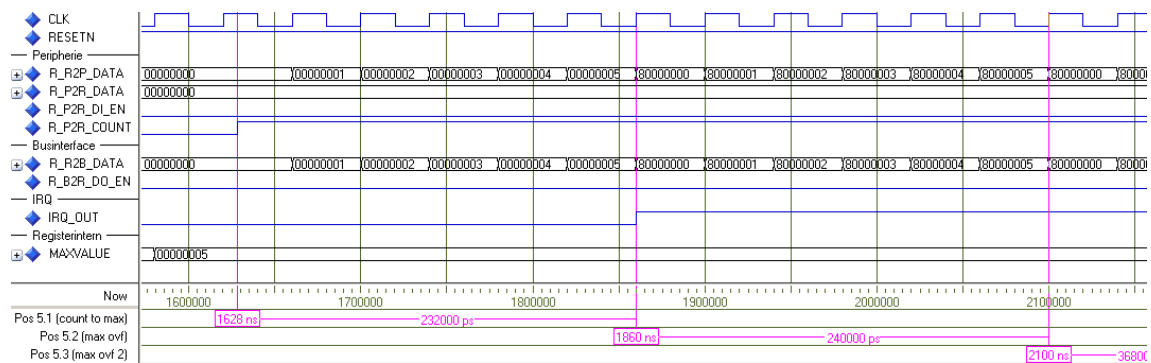 CLK
RESETN
Peripherie
R_R2P_DATA 00000000 00000001 00000002 00000003 00000004 00000005 80000000 80000001 80000002 80000003 80000004 80000005 80000000 8000
R_P2R_DATA 00000000
R_P2R_DI_EN
R_P2R_COUNT
Businterface
R_R2B_DATA 00000000 00000001 00000002 00000003 00000004 00000005 80000000 80000001 80000002 80000003 80000004 80000005 80000000 8000
R_B2R_DO_EN
IRQ
IRQ_OUT
Registerintern
MAXVALUE 00000005
Now 1600000 1700000 1800000 1900000 2000000 2100000
Pos 5.1 (count to max) 1628 ns 232000 ps
Pos 5.2 (max ovf) 1860 ns 240000 ps
Pos 5.3 (max ovf 2) 2100 ns 36800